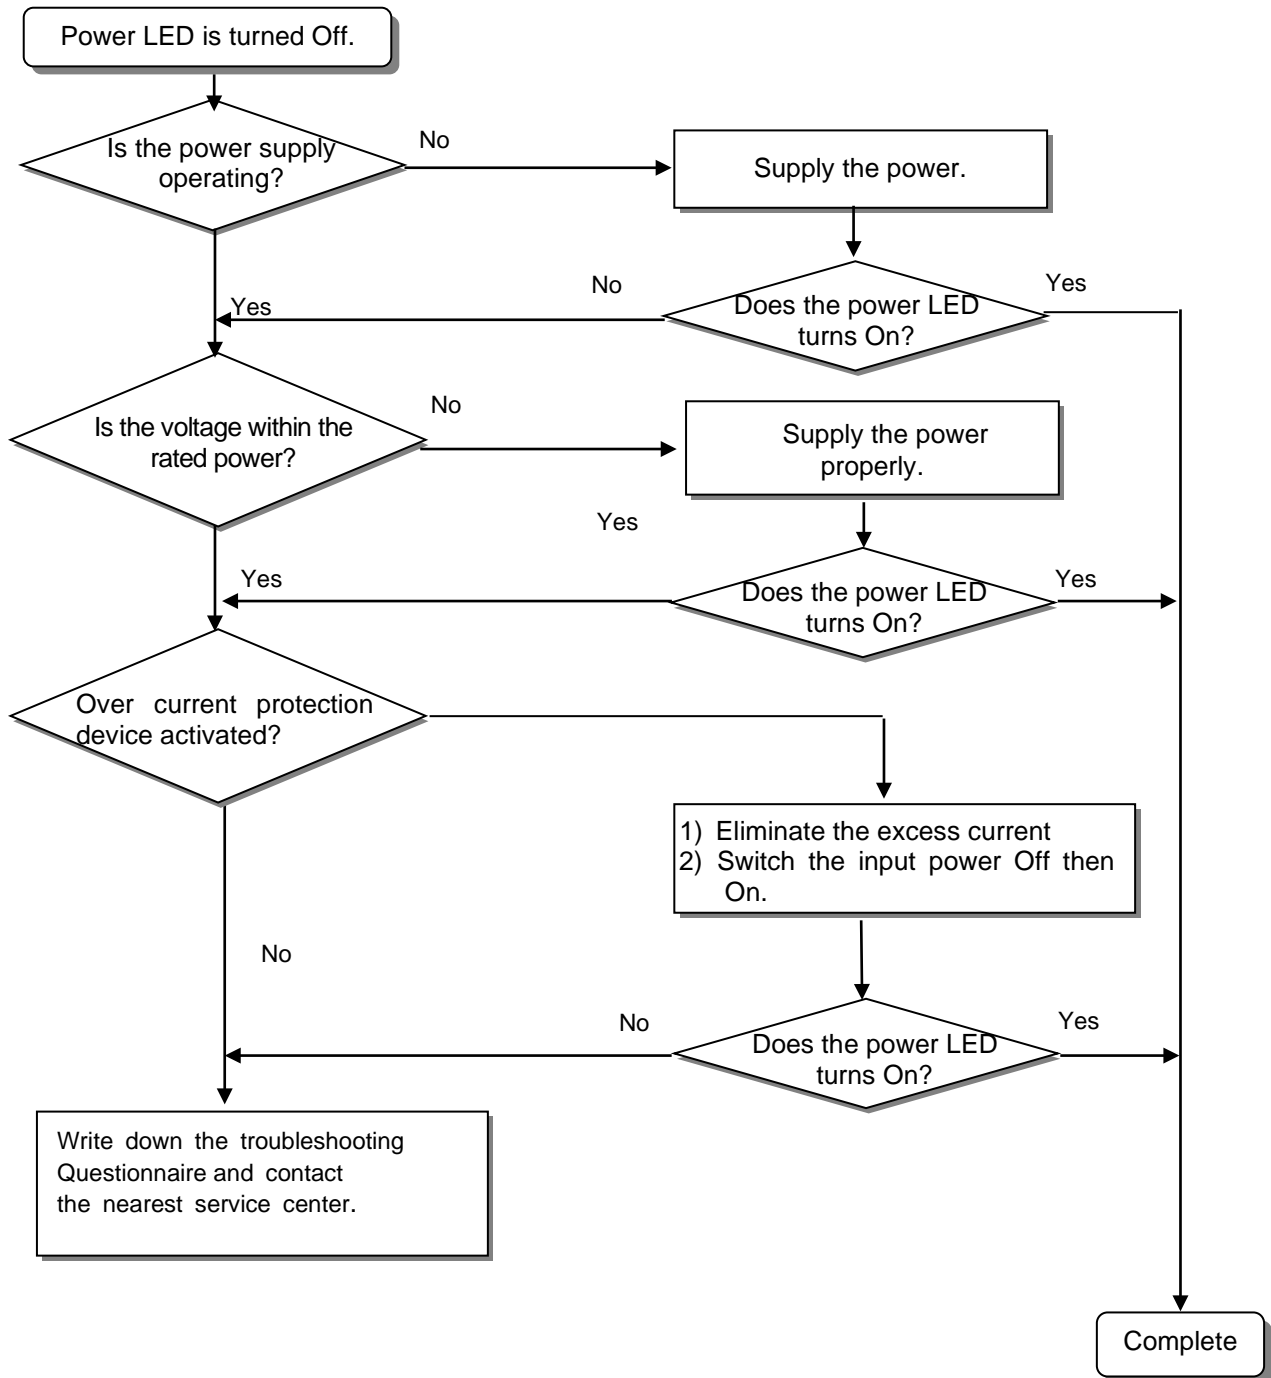 Power LED is turned Off.
Is the power supply
operating?
No
Supply the power.
No
Yes
Yes
Does the power LED
turns On?
No
Is the voltage within the
rated power?
Supply the power
properly.
Yes
Yes
Yes
Does the power LED
turns On?
Over current protection
device activated?
1) Eliminate the excess current
2) Switch the input power Off then
On.
No
No
Yes
Does the power LED
turns On?
Write down the troubleshooting
Questionnaire and contact
the nearest service center.
Complete